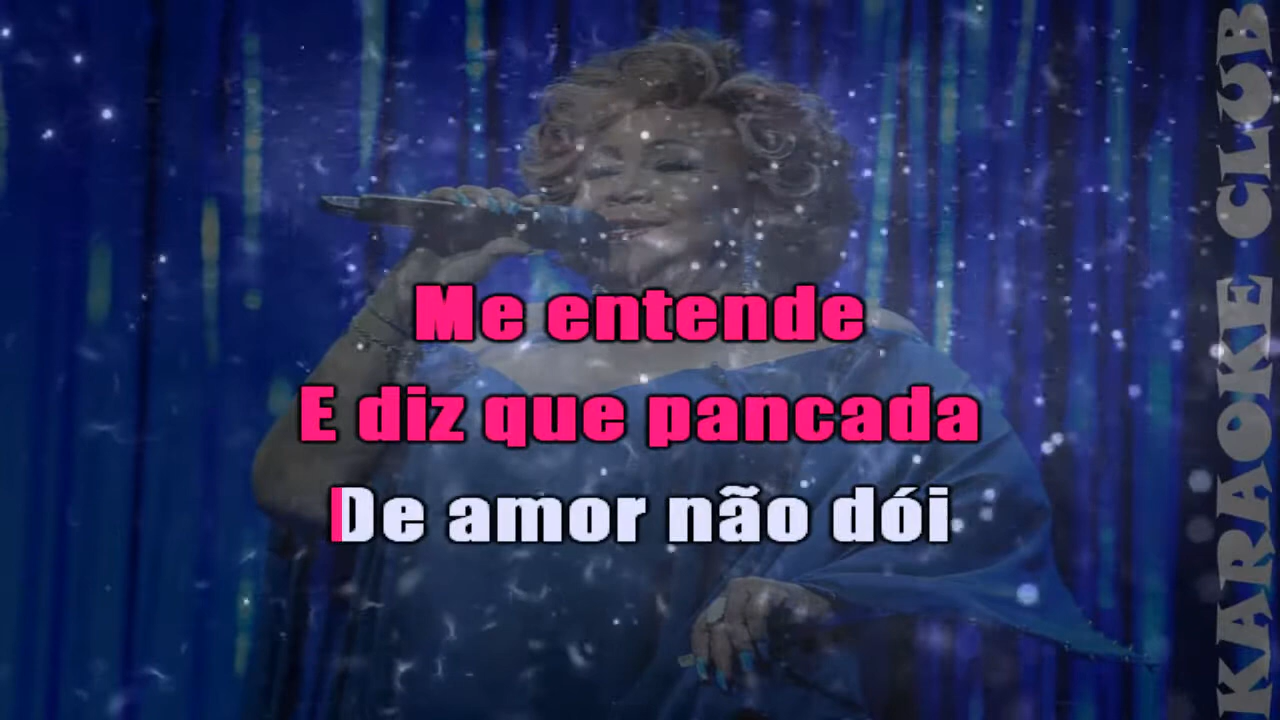 Me entende
E diz que pancada
De amor não dói
KARAOKE CLUB